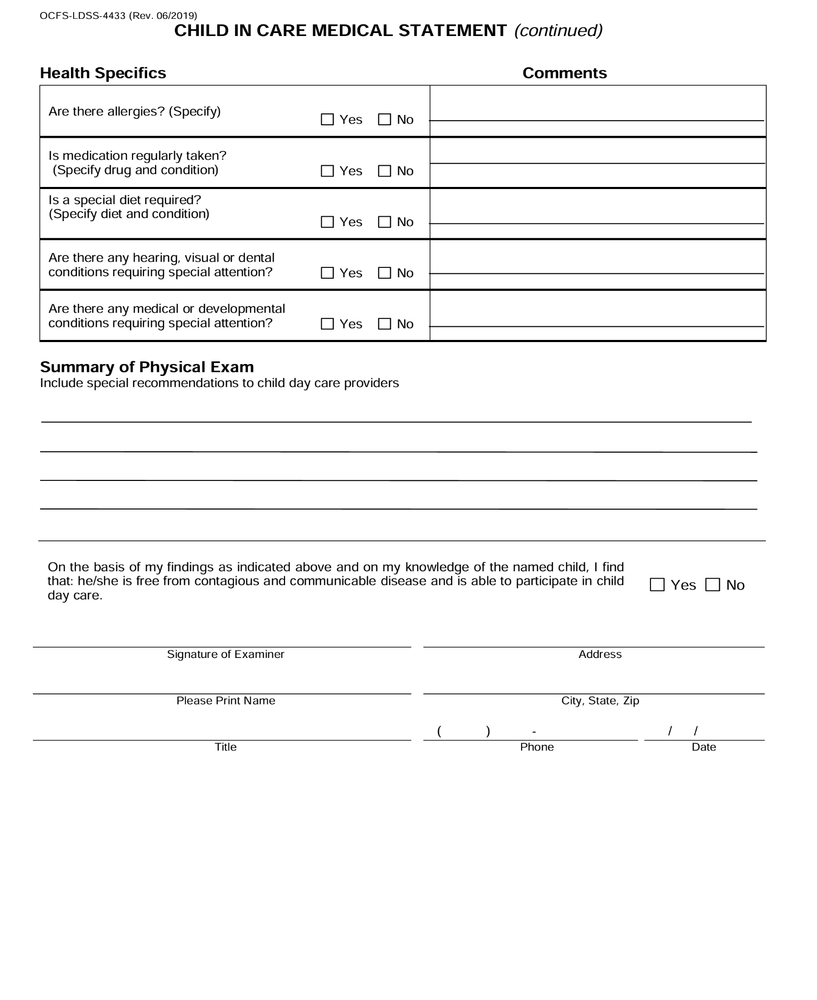 OCFS-LDSS-4433 (Rev. 06/2019)
CHILD IN CARE MEDICAL STATEMENT (continued)
Health Specifics Comments
Are there allergies? (Specify)
Yes No
Is medication regularly taken?
(Specify drug and condition) Yes No
Is a special diet required?
(Specify diet and condition)
Yes No
Are there any hearing, visual or dental
conditions requiring special attention? Yes No
Are there any medical or developmental
conditions requiring special attention? Yes No
Summary of Physical Exam
Include special recommendations to child day care providers
On the basis of my findings as indicated above and on my knowledge of the named child, I find
that: he/she is free from contagious and communicable disease and is able to participate in child
day care.
Yes No
Signature of Examiner Address
Please Print Name City, State, Zip
( ) - / /
Title Phone Date